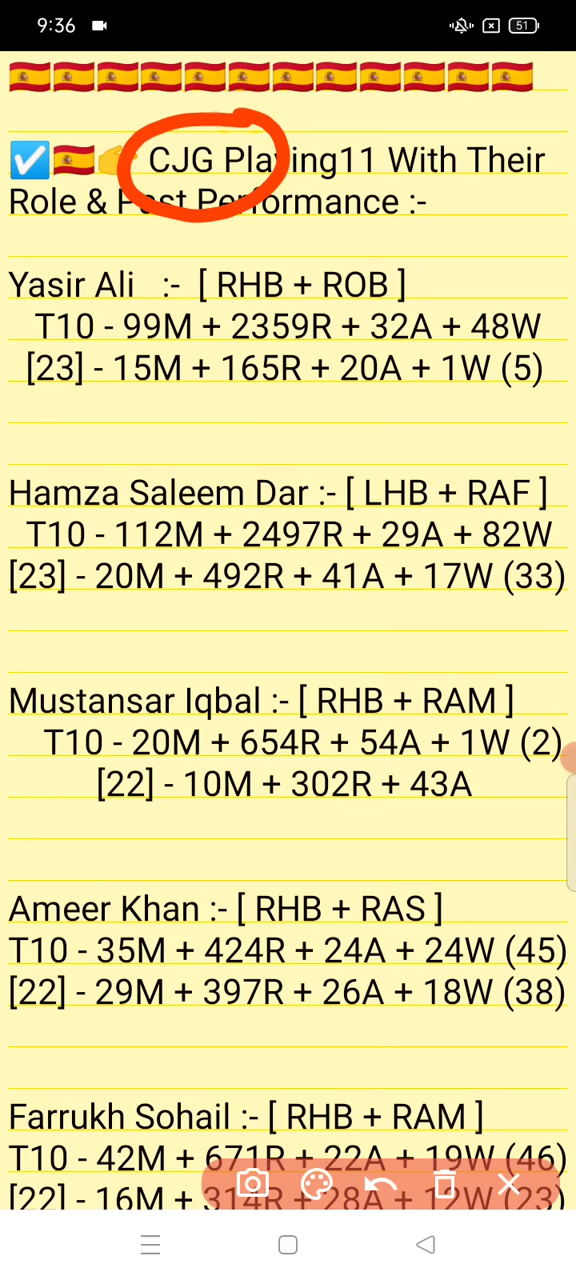 9:36
51
🇪🇸🇪🇸🇪🇸🇪🇸🇪🇸🇪🇸🇪🇸🇪🇸🇪🇸🇪🇸🇪🇸🇪🇸
☑️🇪🇸👉 CJG Playing11 With Their
Role & Past Performance :-
Yasir Ali :- [ RHB + ROB ]
T10 - 99M + 2359R + 32A + 48W
[23] - 15M + 165R + 20A + 1W (5)
Hamza Saleem Dar :- [ LHB + RAF ]
T10 - 112M + 2497R + 29A + 82W
[23] - 20M + 492R + 41A + 17W (33)
Mustansar Iqbal :- [ RHB + RAM ]
T10 - 20M + 654R + 54A + 1W (2)
[22] - 10M + 302R + 43A
Ameer Khan :- [ RHB + RAS ]
T10 - 35M + 424R + 24A + 24W (45)
[22] - 29M + 397R + 26A + 18W (38)
Farrukh Sohail :- [ RHB + RAM ]
T10 - 42M + 671R + 22A + 19W (46)
[22] - 16M + 314R + 28A + 12W (23)